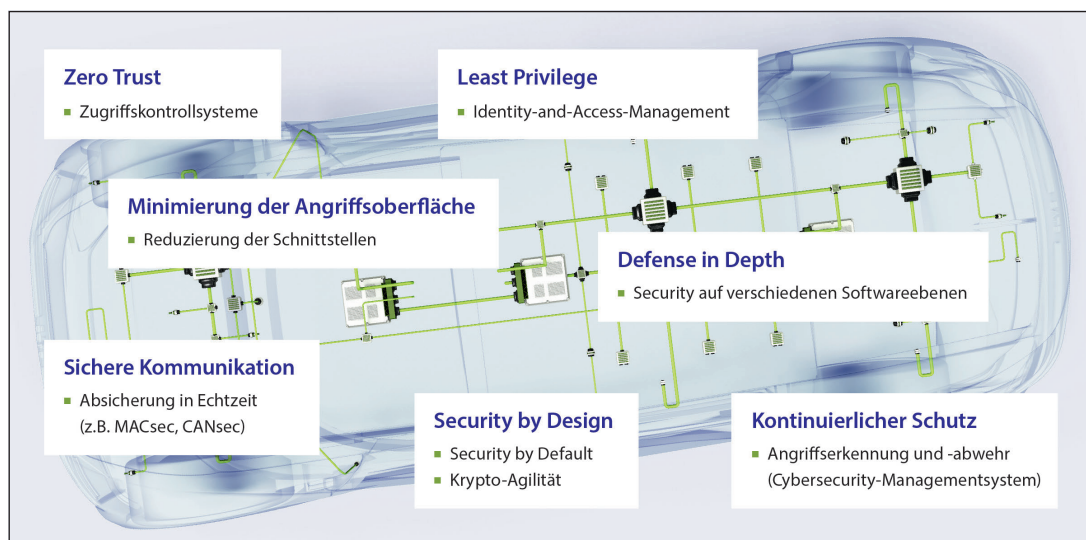 Zero Trust
Zugriffskontrollsysteme
Least Privilege
Identity-and-Access-Management
Minimierung der Angriffsoberfläche
Reduzierung der Schnittstellen
Defense in Depth
Security auf verschiedenen Softwareebenen
Sichere Kommunikation
Absicherung in Echtzeit
(z.B. MACsec, CANsec)
Security by Design
Security by Default
Krypto-Agilität
Kontinuierlicher Schutz
Angriffserkennung und -abwehr
(Cybersecurity-Managementsystem)